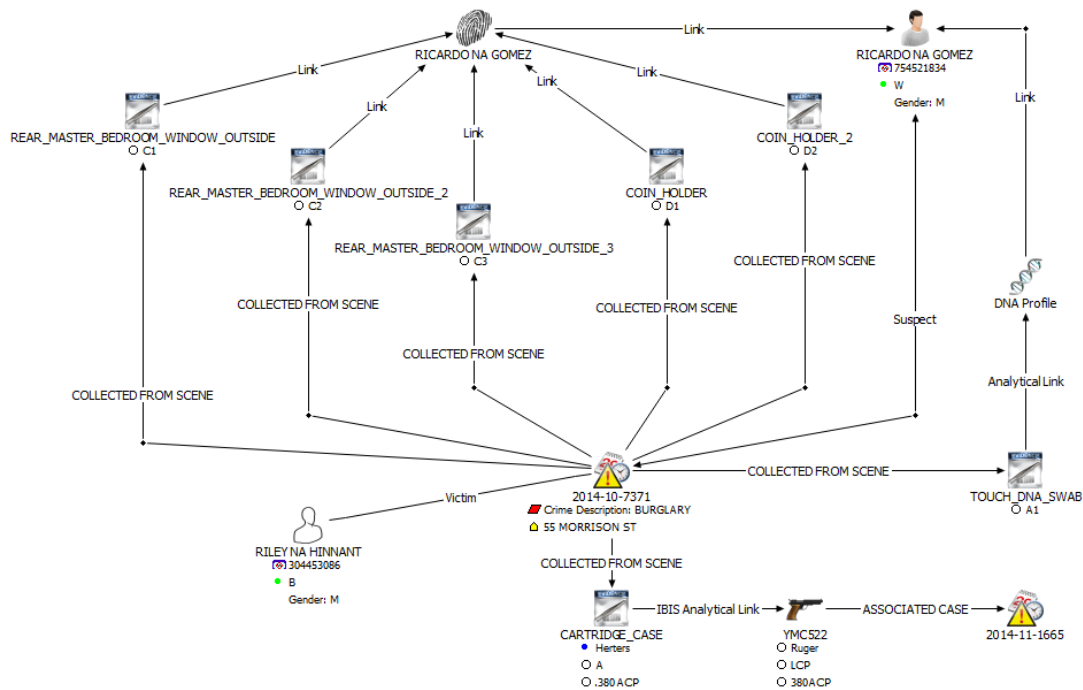 RICARDO NA GOMEZ
Link
RICARDO NA GOMEZ
754521834
W
Gender: M
Link
Link
Link
Link
Link
Link
REAR_MASTER_BEDROOM_WINDOW_OUTSIDE
C1
REAR_MASTER_BEDROOM_WINDOW_OUTSIDE_2
C2
REAR_MASTER_BEDROOM_WINDOW_OUTSIDE_3
C3
COIN_HOLDER
D1
COIN_HOLDER_2
D2
COLLECTED FROM SCENE
COLLECTED FROM SCENE
COLLECTED FROM SCENE
COLLECTED FROM SCENE
COLLECTED FROM SCENE
Suspect
DNA Profile
Analytical Link
COLLECTED FROM SCENE
TOUCH_DNA_SWAB
A1
2014-10-7371
Crime Description: BURGLARY
55 MORRISON ST
Victim
RILEY NA HINNANT
304453086
B
Gender: M
COLLECTED FROM SCENE
CARTRIDGE_CASE
Herters
A
.380 ACP
IBIS Analytical Link
YMC522
Ruger
LCP
380ACP
ASSOCIATED CASE
2014-11-1665